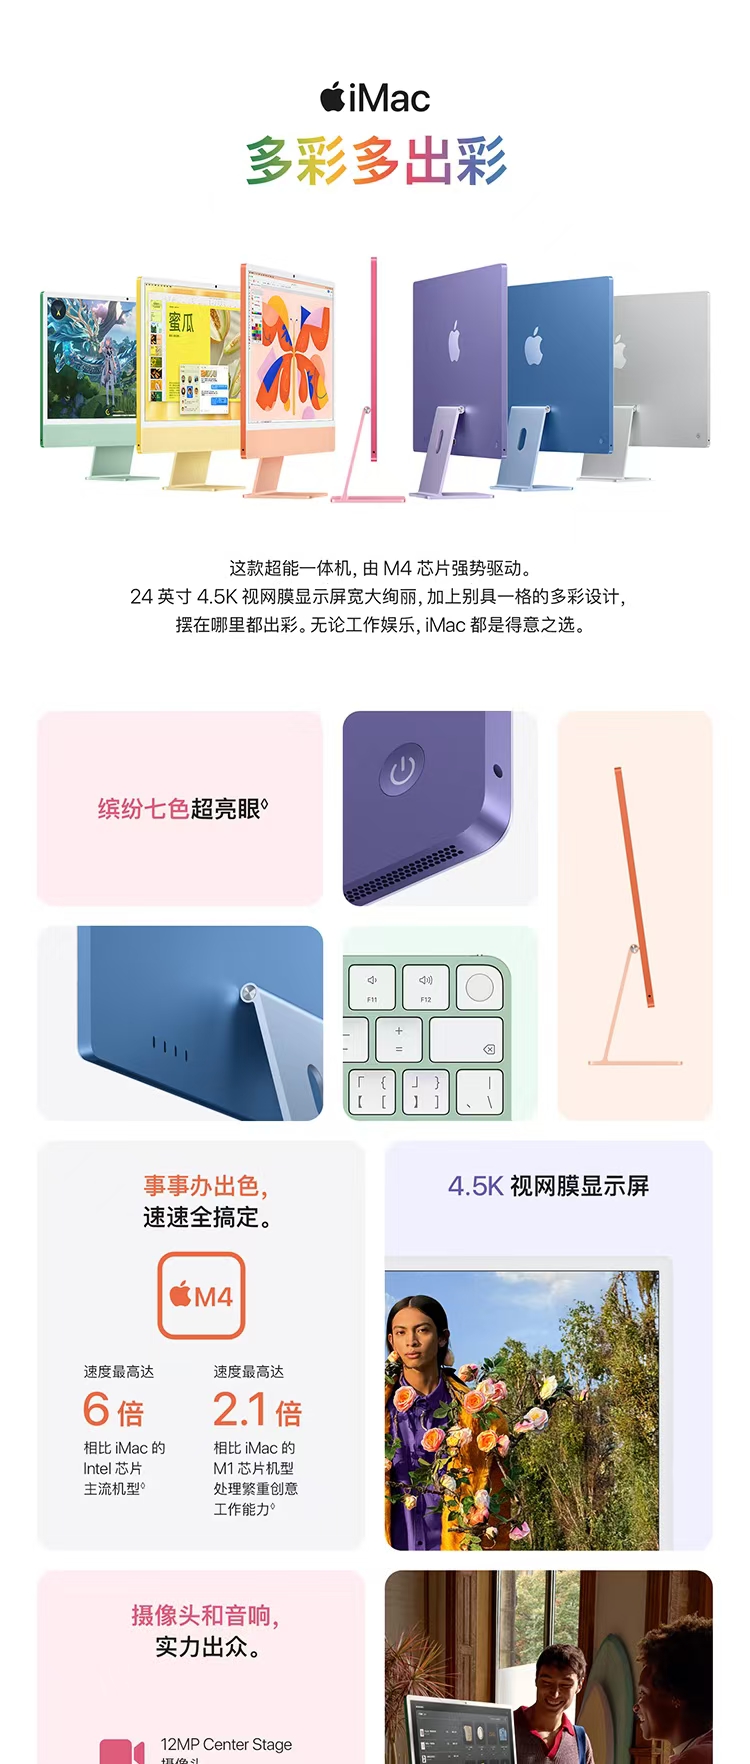 iMac
多彩多出彩
蜜瓜
这款超能一体机，由 M4 芯片强势驱动。
24 英寸 4.5K 视网膜显示屏宽大绚丽，加上别具一格的多彩设计，
摆在哪里都出彩。无论工作娱乐，iMac 都是得意之选。
缤纷七色超亮眼◊
F11
F12
+
=
「 {
【 [
」 }
】 ]
|
、 \
事事办出色，
速速全搞定。
M4
速度最高达
6 倍
相比 iMac 的
Intel 芯片
主流机型◊
速度最高达
2.1 倍
相比 iMac 的
M1 芯片机型
处理繁重创意
工作能力◊
4.5K 视网膜显示屏
摄像头和音响，
实力出众。
12MP Center Stage
摄像头